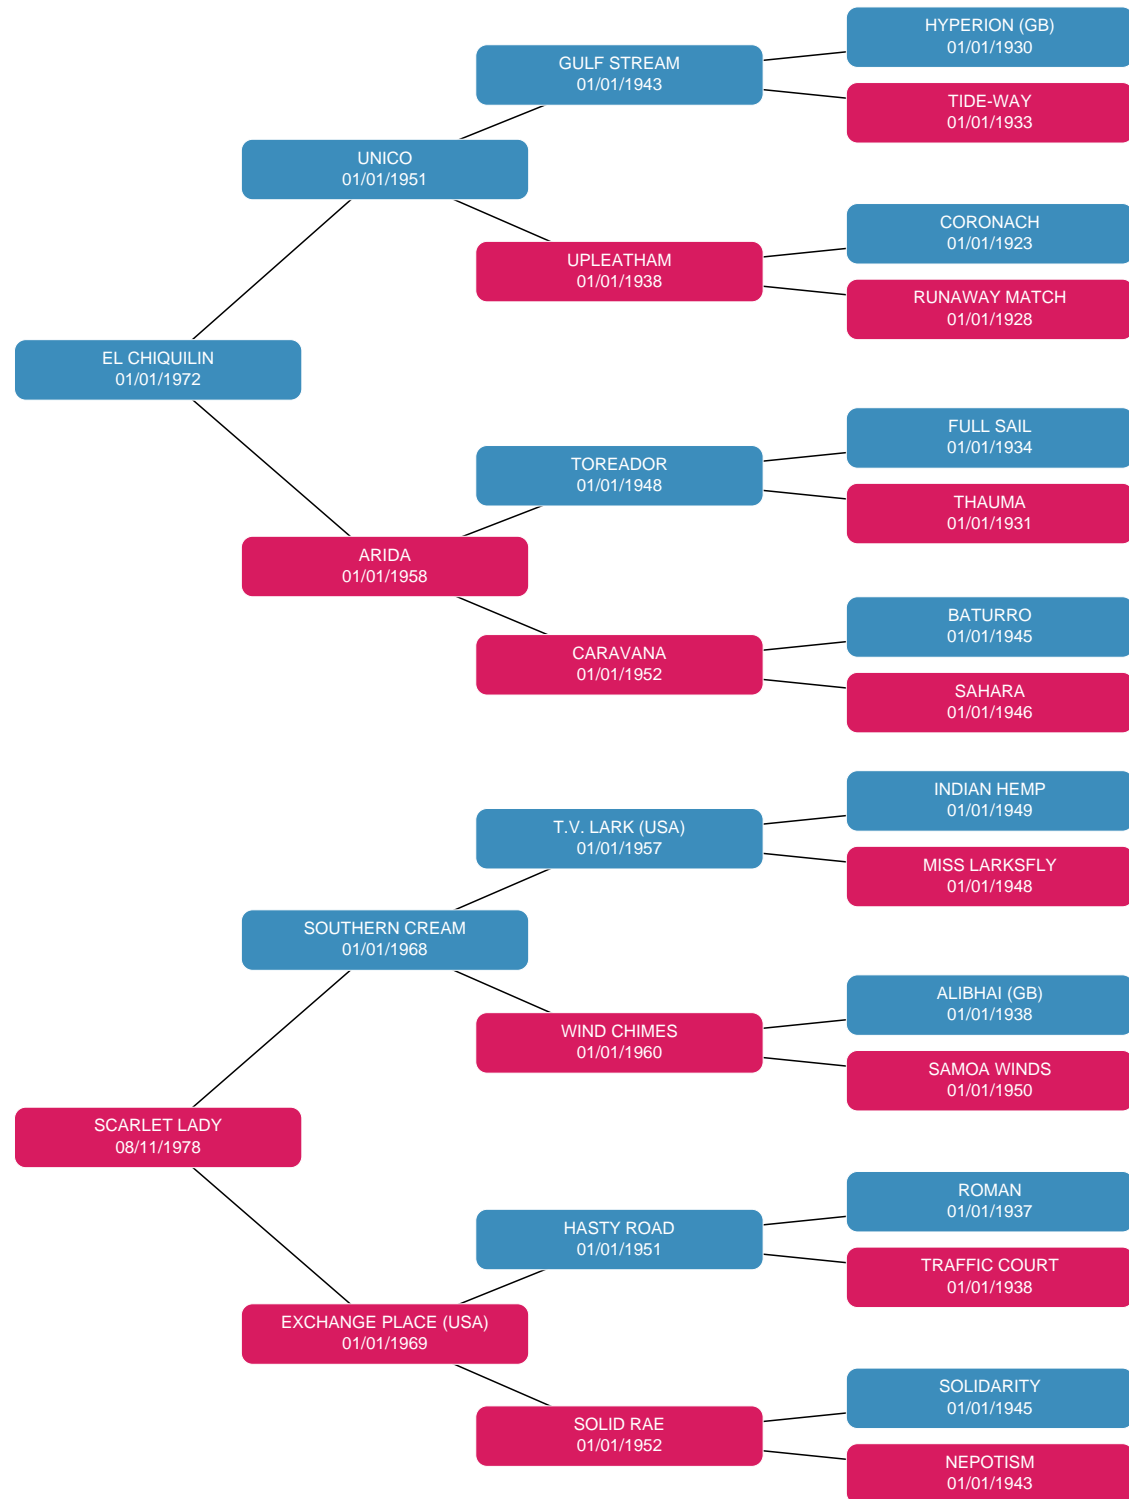 HYPERION (GB)
01/01/1930
GULF STREAM
01/01/1943
TIDE-WAY
01/01/1933
UNICO
01/01/1951
CORONACH
01/01/1923
UPLEATHAM
01/01/1938
RUNAWAY MATCH
01/01/1928
EL CHIQUILIN
01/01/1972
FULL SAIL
01/01/1934
TOREADOR
01/01/1948
THAUMA
01/01/1931
ARIDA
01/01/1958
BATURRO
01/01/1945
CARAVANA
01/01/1952
SAHARA
01/01/1946
INDIAN HEMP
01/01/1949
T.V. LARK (USA)
01/01/1957
MISS LARKSFLY
01/01/1948
SOUTHERN CREAM
01/01/1968
ALIBHAI (GB)
01/01/1938
WIND CHIMES
01/01/1960
SAMOA WINDS
01/01/1950
SCARLET LADY
08/11/1978
ROMAN
01/01/1937
HASTY ROAD
01/01/1951
TRAFFIC COURT
01/01/1938
EXCHANGE PLACE (USA)
01/01/1969
SOLIDARITY
01/01/1945
SOLID RAE
01/01/1952
NEPOTISM
01/01/1943